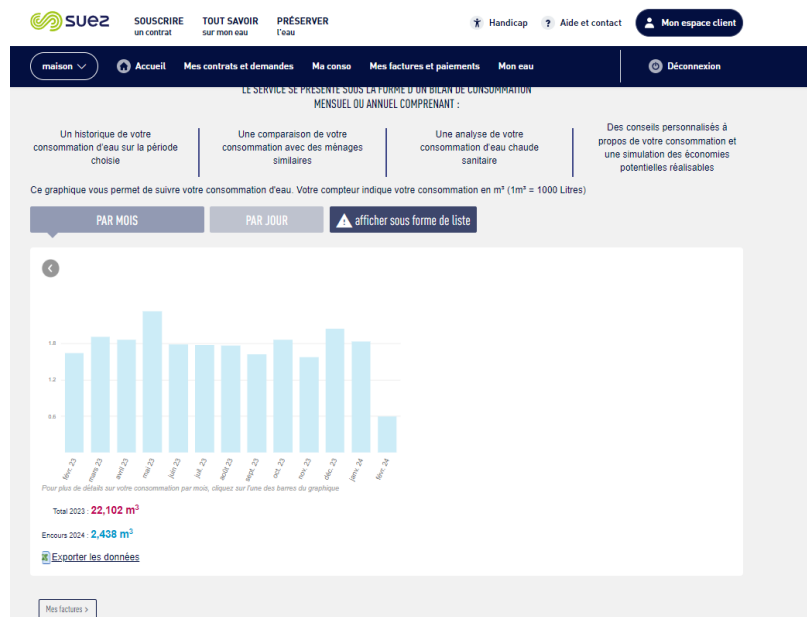 suez
SOUSCRIRE
un contrat
TOUT SAVOIR
sur mon eau
PRÉSERVER
l'eau
Handicap
? Aide et contact
Mon espace client
maison
Accueil
Mes contrats et demandes
Ma conso
Mes factures et paiements
Mon eau
Déconnexion
LE SERVICE SE PRÉSENTE SOUS LA FORME D'UN BILAN DE CONSOMMATION
MENSUEL OU ANNUEL COMPRENANT :
Un historique de votre
consommation d'eau sur la période
choisie
Une comparaison de votre
consommation avec des ménages
similaires
Une analyse de votre
consommation d'eau chaude
sanitaire
Des conseils personnalisés à
propos de votre consommation et
une simulation des économies
potentielles réalisables
Ce graphique vous permet de suivre votre consommation d'eau. Votre compteur indique votre consommation en m³ (1m³ = 1000 Litres)
PAR MOIS
PAR JOUR
afficher sous forme de liste
1.8
1.2
0.6
févr. 23
mars 23
avril 23
mai 23
juin 23
juil. 23
août 23
sept. 23
oct. 23
nov. 23
déc. 23
janv. 24
févr. 24
Pour plus de détails sur votre consommation par mois, cliquez sur l'une des barres du graphique
Total 2023 : 22,102 m³
Encours 2024 : 2,438 m³
Exporter les données
Mes factures >